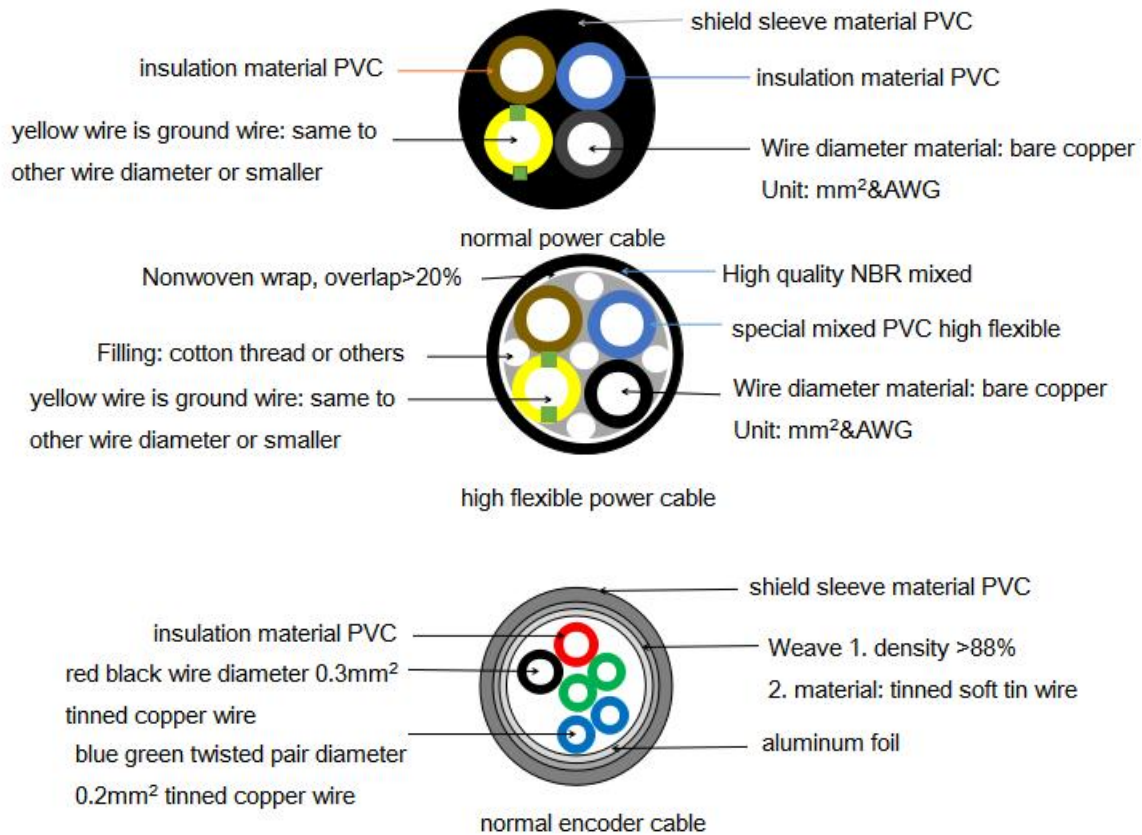 shield sleeve material PVC
insulation material PVC
insulation material PVC
yellow wire is ground wire: same to
other wire diameter or smaller
Wire diameter material: bare copper
Unit: mm²&AWG
normal power cable
Nonwoven wrap, overlap>20%
High quality NBR mixed
special mixed PVC high flexible
Filling: cotton thread or others
yellow wire is ground wire: same to
other wire diameter or smaller
Wire diameter material: bare copper
Unit: mm²&AWG
high flexible power cable
shield sleeve material PVC
insulation material PVC
red black wire diameter 0.3mm²
tinned copper wire
blue green twisted pair diameter
0.2mm² tinned copper wire
Weave 1. density >88%
2. material: tinned soft tin wire
aluminum foil
normal encoder cable